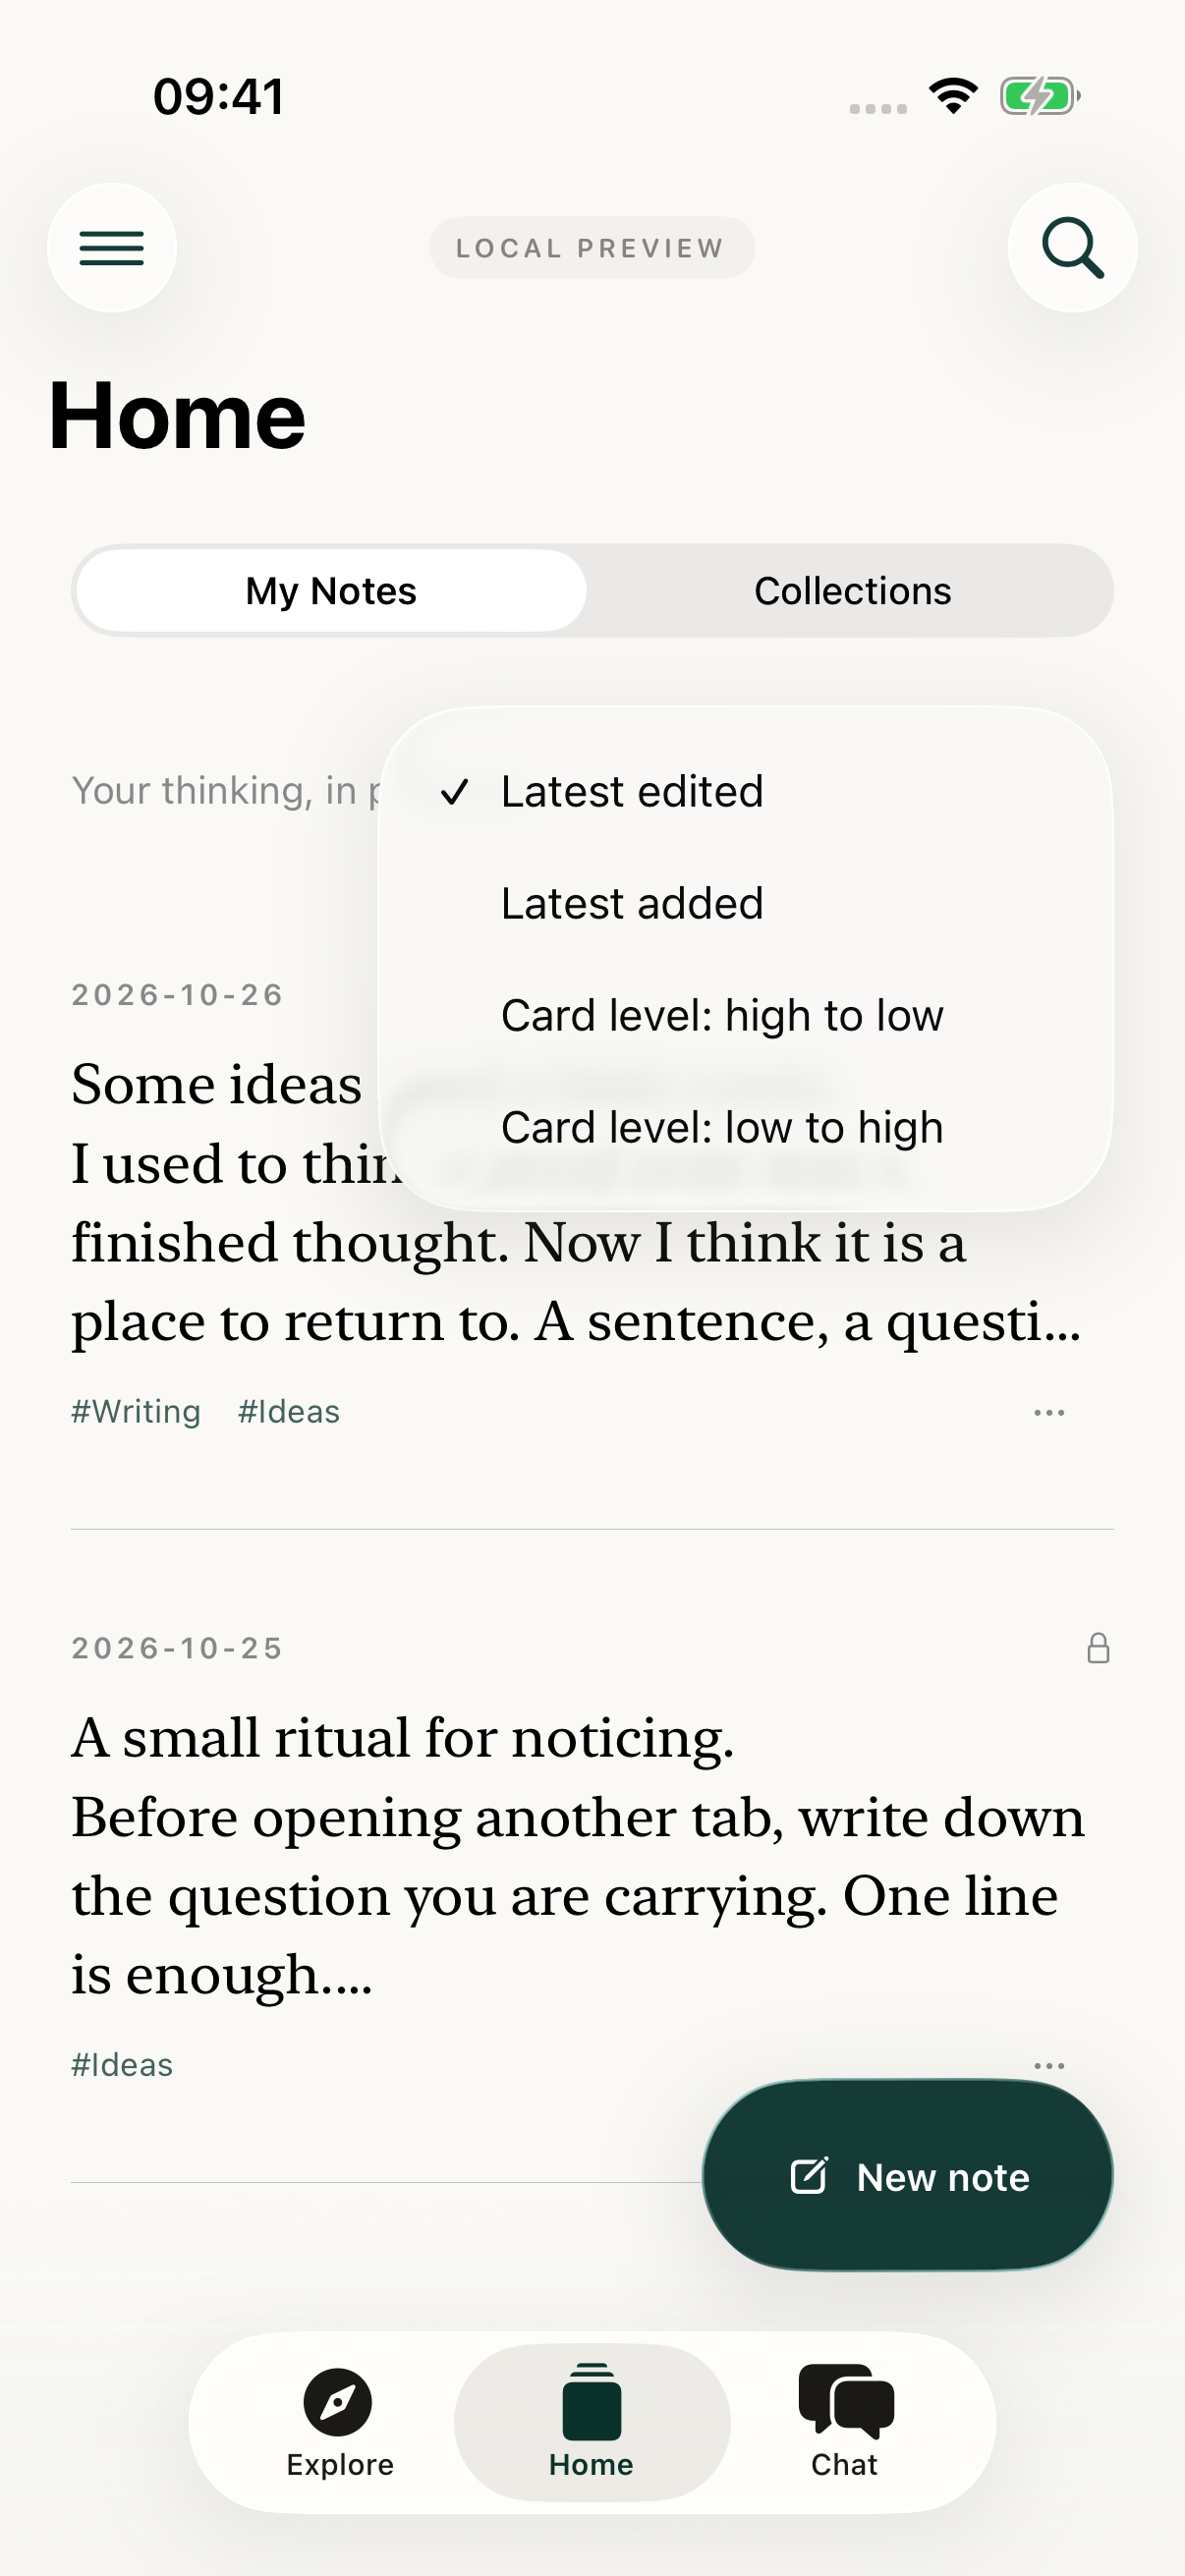 09:41
LOCAL PREVIEW
Home
My Notes
Collections
Your thinking, in
Latest edited
Latest added
Card level: high to low
Card level: low to high
2026-10-26
Some ideas
I used to
finished thought. Now I think it is a
place to return to. A sentence, a questi...
#Writing #Ideas
2026-10-25
A small ritual for noticing.
Before opening another tab, write down
the question you are carrying. One line
is enough....
#Ideas
New note
Explore
Home
Chat